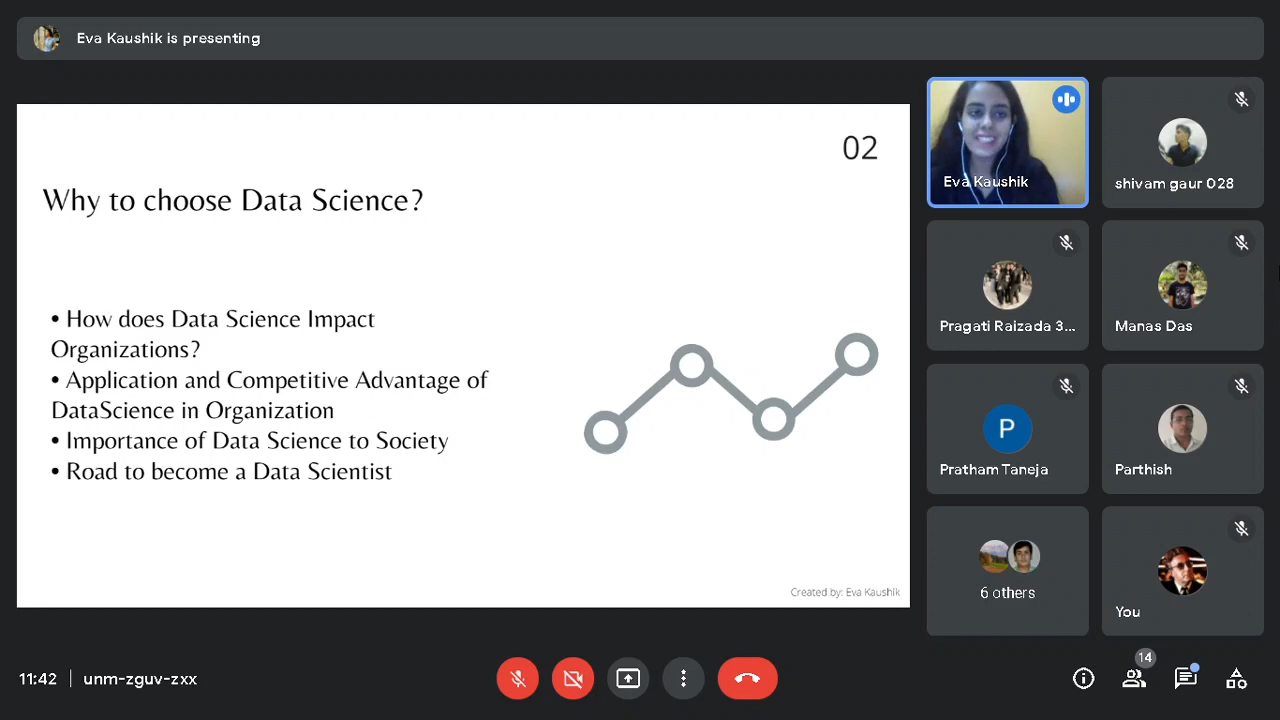 Eva Kaushik is presenting
02
Why to choose Data Science?
• How does Data Science Impact
Organizations?
• Application and Competitive Advantage of
DataScience in Organization
• Importance of Data Science to Society
• Road to become a Data Scientist
Created by: Eva Kaushik
Eva Kaushik
shivam gaur 028
Pragati Raizada 3...
Manas Das
P
Pratham Taneja
Parthish
6 others
You
11:42 | unm-zguv-zxx
14